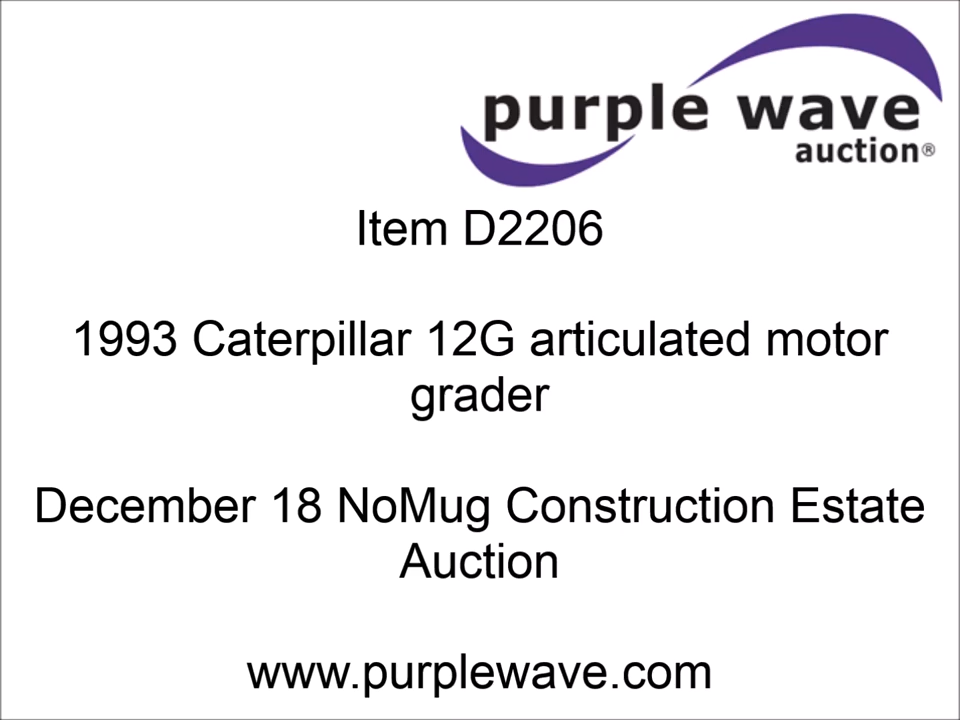 purple wave
auction®
Item D2206
1993 Caterpillar 12G articulated motor
grader
December 18 NoMug Construction Estate
Auction
www.purplewave.com